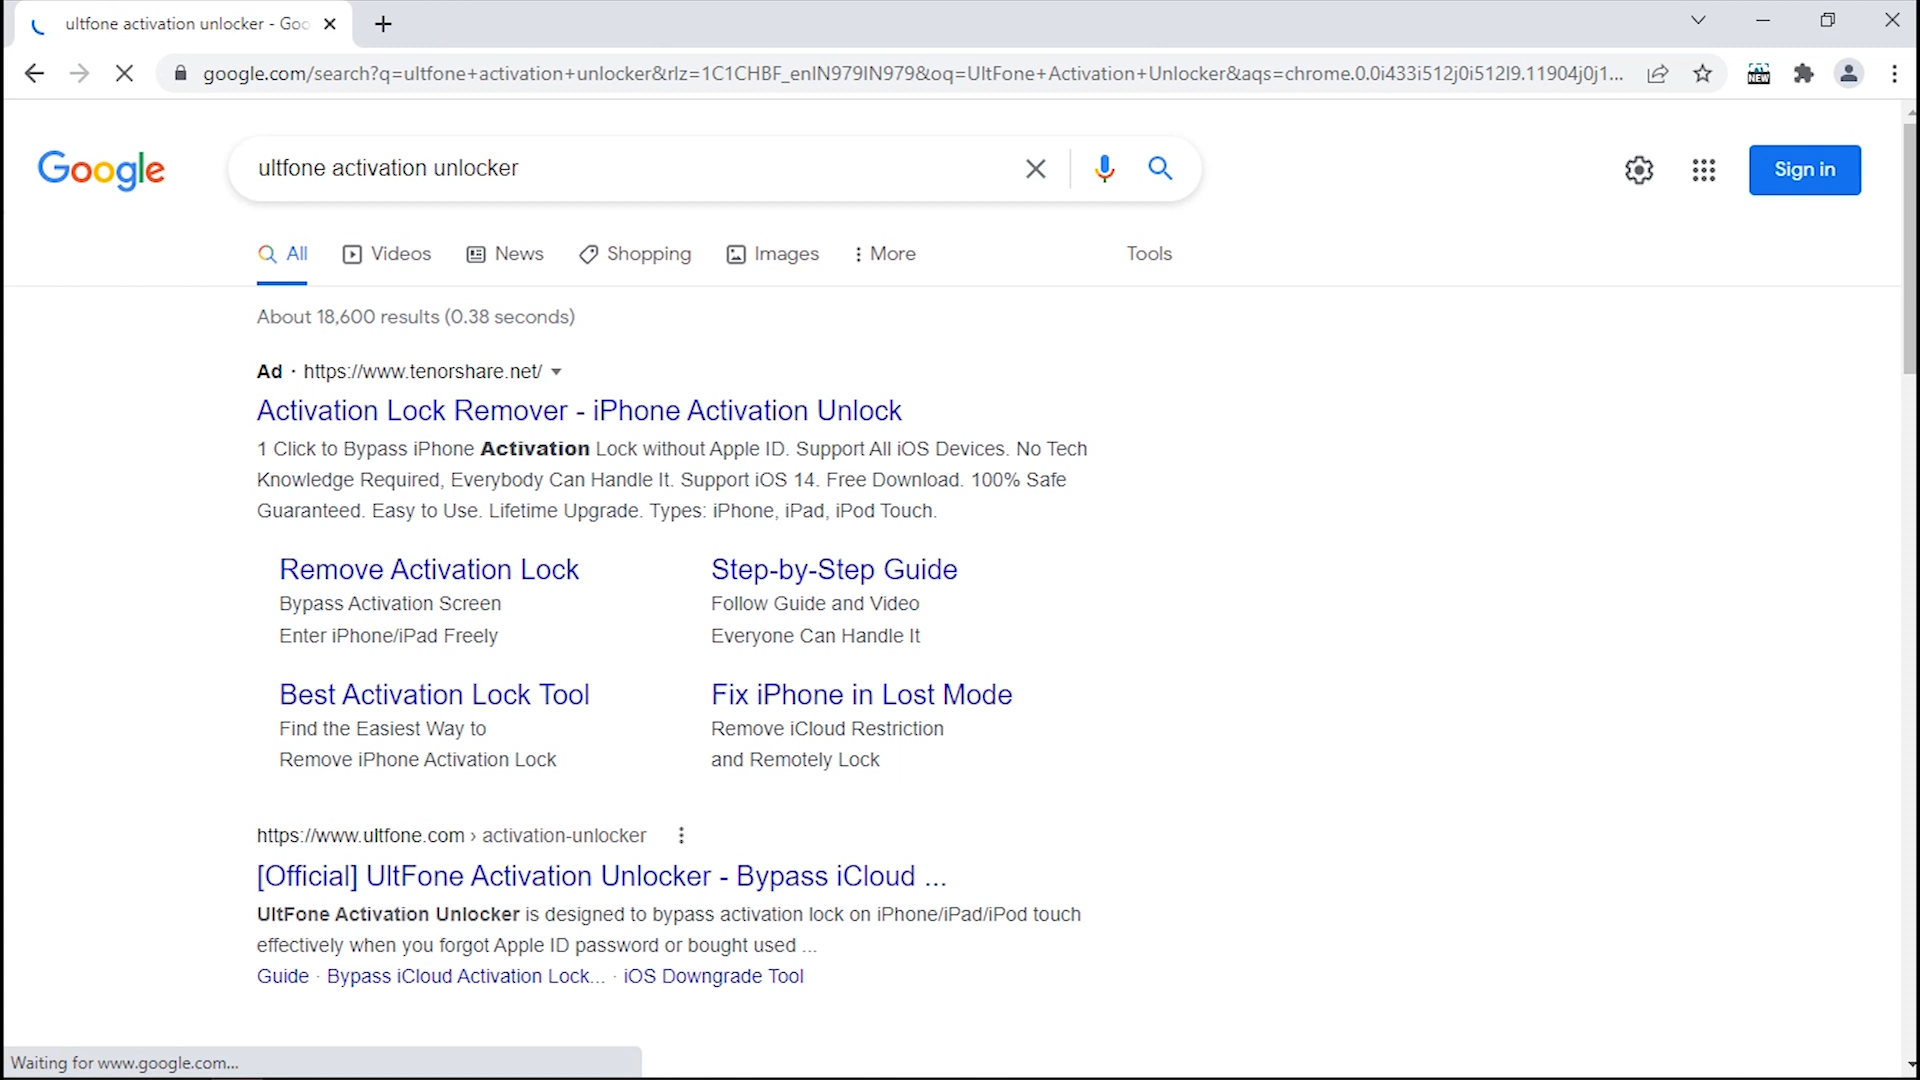 ultfone activation unlocker - Goo
google.com/search?q=ultfone+activation+unlocker&rlz=1C1CHBF_enIN979IN979&oq=UltFone+Activation+Unlocker&aqs=chrome.0.0i433i512j0i512l9.11904j0j1...
NEW
Google
ultfone activation unlocker
Sign in
All Videos News Shopping Images More Tools
About 18,600 results (0.38 seconds)
Ad · https://www.tenorshare.net/
Activation Lock Remover - iPhone Activation Unlock
1 Click to Bypass iPhone Activation Lock without Apple ID. Support All iOS Devices. No Tech
Knowledge Required, Everybody Can Handle It. Support iOS 14. Free Download. 100% Safe
Guaranteed. Easy to Use. Lifetime Upgrade. Types: iPhone, iPad, iPod Touch.
Remove Activation Lock
Bypass Activation Screen
Enter iPhone/iPad Freely
Step-by-Step Guide
Follow Guide and Video
Everyone Can Handle It
Best Activation Lock Tool
Find the Easiest Way to
Remove iPhone Activation Lock
Fix iPhone in Lost Mode
Remove iCloud Restriction
and Remotely Lock
https://www.ultfone.com › activation-unlocker
[Official] UltFone Activation Unlocker - Bypass iCloud ...
UltFone Activation Unlocker is designed to bypass activation lock on iPhone/iPad/iPod touch
effectively when you forgot Apple ID password or bought used ...
Guide · Bypass iCloud Activation Lock... · iOS Downgrade Tool
Waiting for www.google.com...